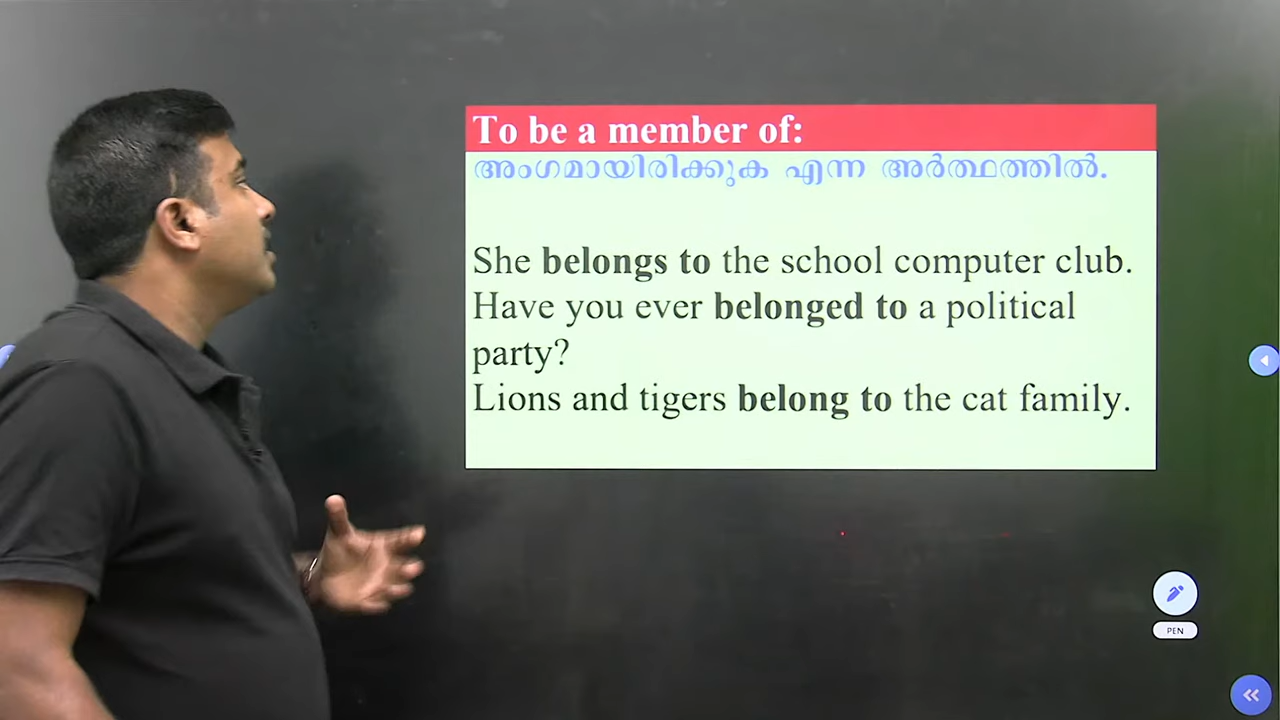 To be a member of:
അംഗമായിരിക്കുക എന്ന അർത്ഥത്തിൽ.
She belongs to the school computer club.
Have you ever belonged to a political
party?
Lions and tigers belong to the cat family.
PEN